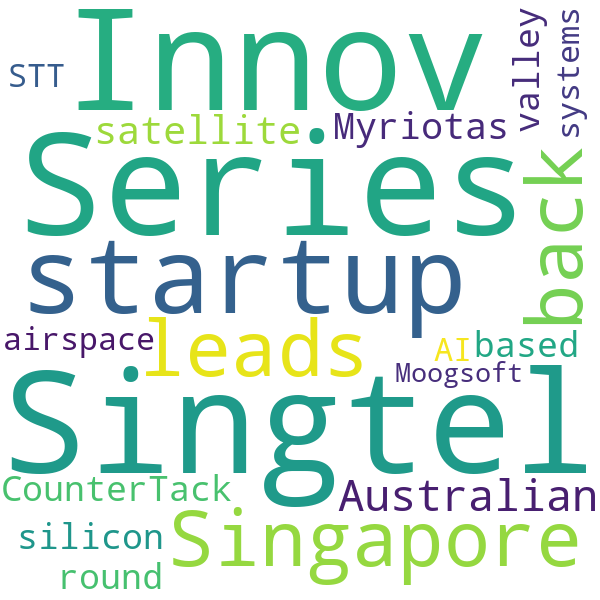 Innov
STT
valley
systems
satellite
Myriotas
Series
back
startup
airspace
leads
AI
based
Moogsoft
Singtel
CounterTack
Australian
silicon
Singapore
round